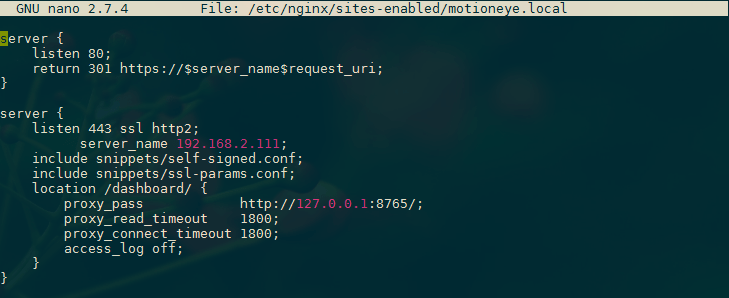 GNU nano 2.7.4 File: /etc/nginx/sites-enabled/motioneye.local
server {
listen 80;
return 301 https://$server_name$request_uri;
}
server {
listen 443 ssl http2;
server_name 192.168.2.111;
include snippets/self-signed.conf;
include snippets/ssl-params.conf;
location /dashboard/ {
proxy_pass http://127.0.0.1:8765/;
proxy_read_timeout 1800;
proxy_connect_timeout 1800;
access_log off;
}
}